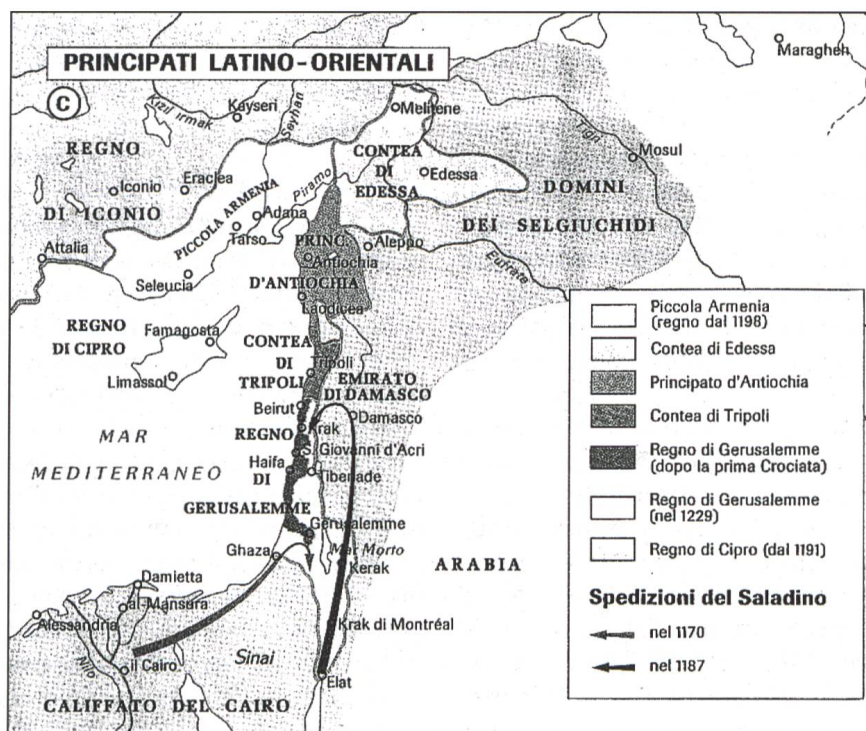 PRINCIPATI LATINO-ORIENTALI
C
Maragheh
Kizil irmak
Kayseri
Seyhan
Melitene
Tigri
Mosul
REGNO
DI ICONIO
Iconio
Eraclea
CONTEA
DI
EDESSA
Edessa
DOMINI
DEI SELGIUCHIDI
Piramo
PICCOLA ARMENIA
Adana
Tarso
Attalia
Seleucia
PRINC.
Antiochia
D'ANTIOCHIA
Aleppo
Eufrate
Laodicea
REGNO
DI CIPRO
Famagosta
Limassol
CONTEA
DI
TRIPOLI
Tripoli
EMIRATO
DI DAMASCO
Beirut
Damasco
MAR
MEDITERRANEO
REGNO
DI
GERUSALEMME
Krak
S. Giovanni d'Acri
Haifa
Tiberiade
Gerusalemme
Ghaza
Mar Morto
Kerak
ARABIA
Damietta
al-Mansura
Alessandria
Nilo
il Cairo
Sinai
Krak di Montréal
Elat
CALIFFATO DEL CAIRO
Piccola Armenia
(regno dal 1198)
Contea di Edessa
Principato d'Antiochia
Contea di Tripoli
Regno di Gerusalemme
(dopo la prima Crociata)
Regno di Gerusalemme
(nel 1229)
Regno di Cipro (dal 1191)
Spedizioni del Saladino
nel 1170
nel 1187